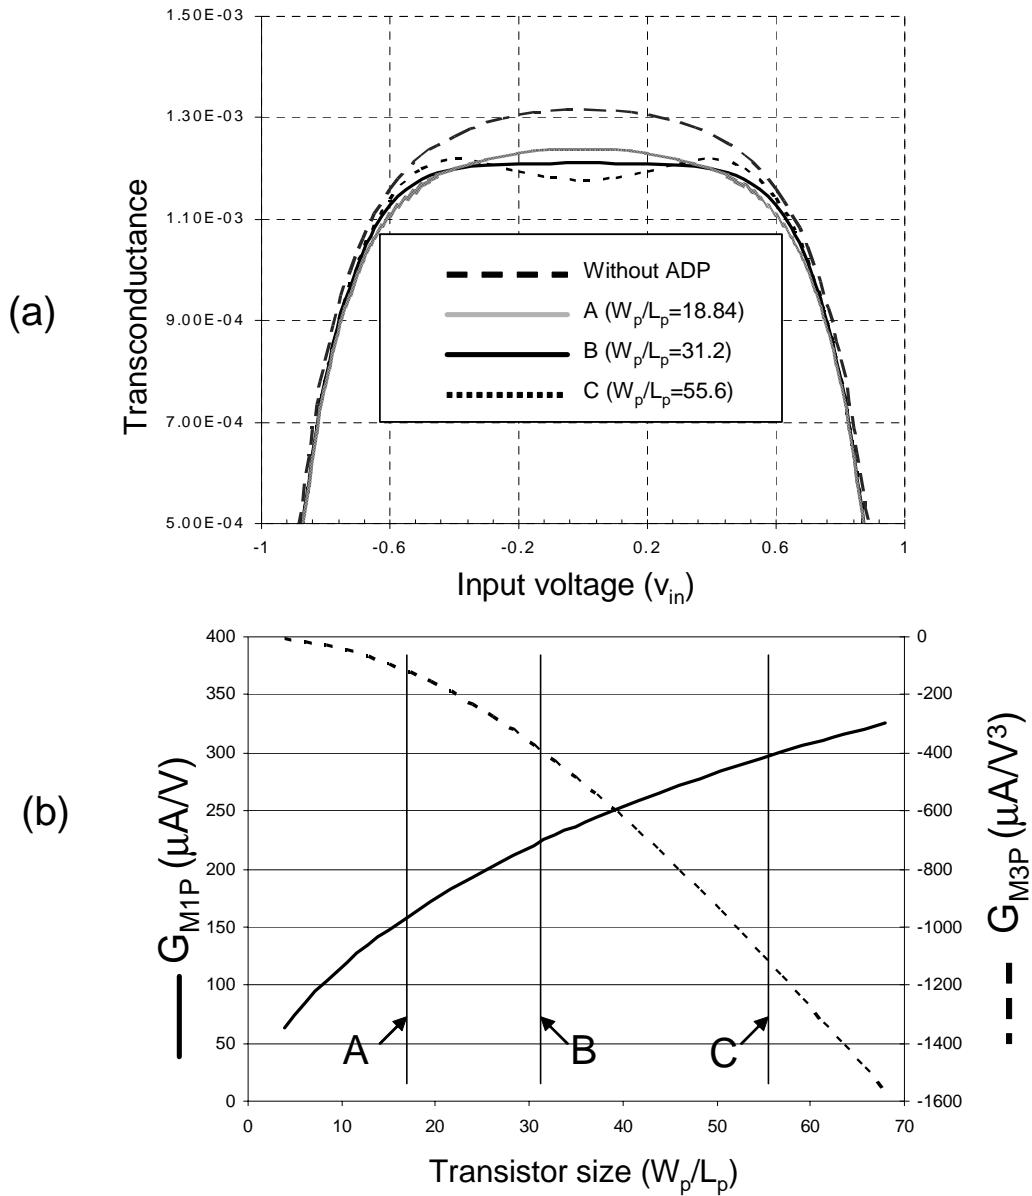 (a)
Transconductance
1.50E-03
1.30E-03
1.10E-03
9.00E-04
7.00E-04
5.00E-04
-1
-0.6
-0.2
0.2
0.6
1
Input voltage (vin)
Without ADP
A (Wp/Lp=18.84)
B (Wp/Lp=31.2)
C (Wp/Lp=55.6)
(b)
GM1P (µA/V)
400
350
300
250
200
150
100
50
0
0
-200
-400
-600
-800
-1000
-1200
-1400
-1600
GM3P (µA/V³)
A
B
C
0
10
20
30
40
50
60
70
Transistor size (Wp/Lp)